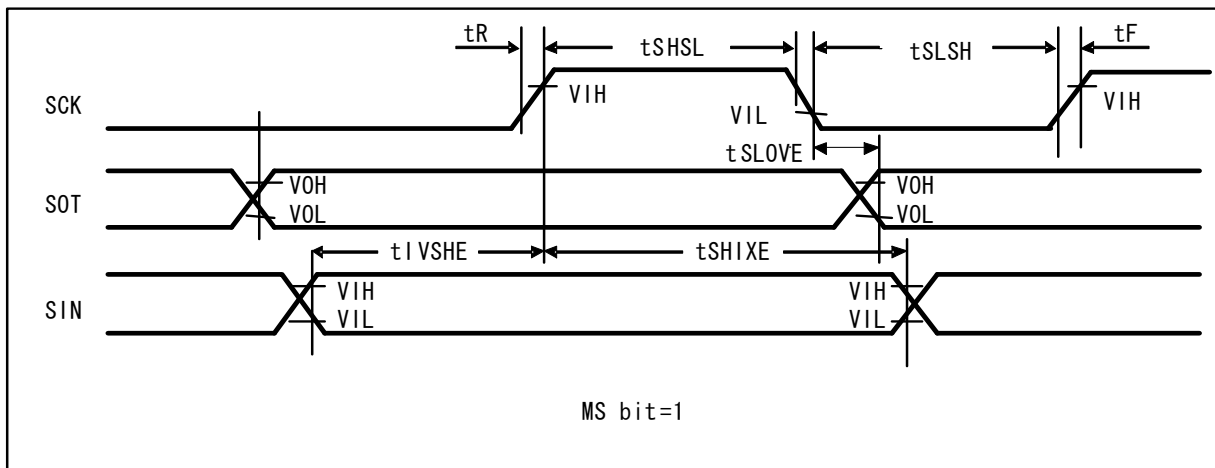 tR
tSHSL
tSLSH
tF
SCK
VIH
VIL
VIH
tSLOVE
SOT
VOH
VOL
VOH
VOL
tIVSHE
tSHIXE
SIN
VIH
VIL
VIH
VIL
MS bit=1